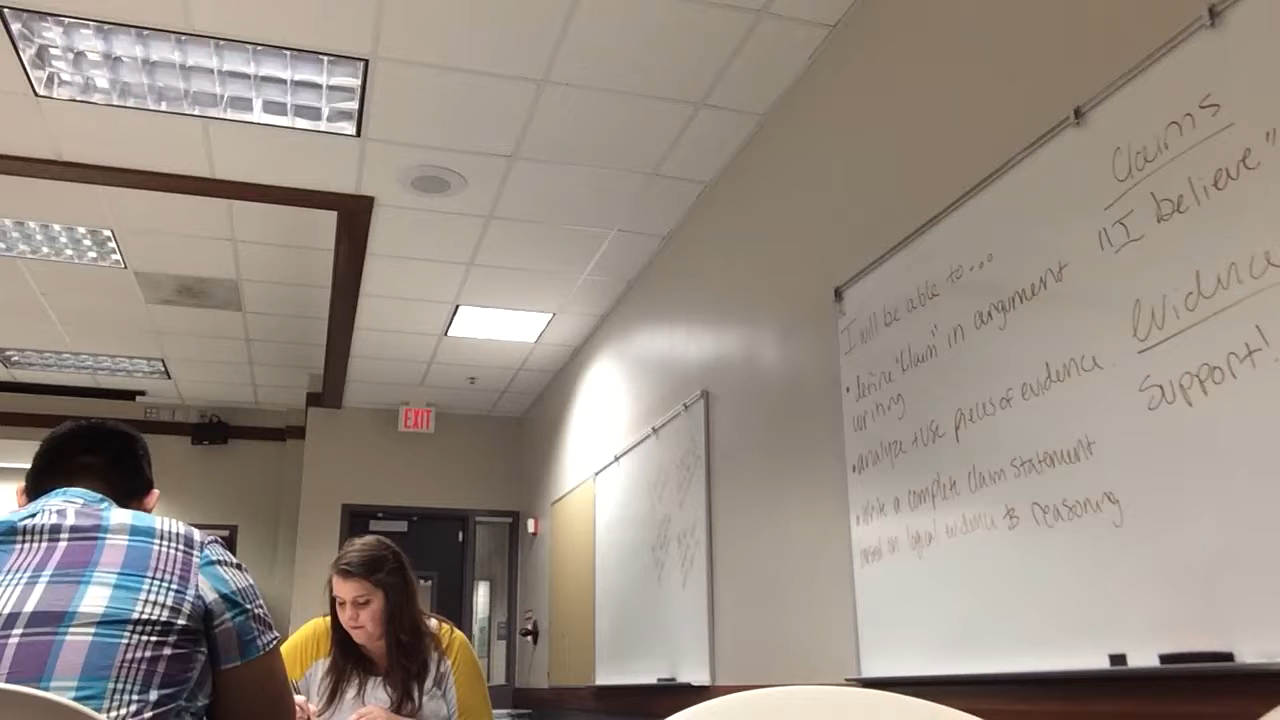 EXIT
I will be able to...
• define "claim" in argument
writing
• analyze + use pieces of evidence.
• write a complete claim statement
based on logical evidence & reasoning
Claims
"I believe"
Evidence
Support!